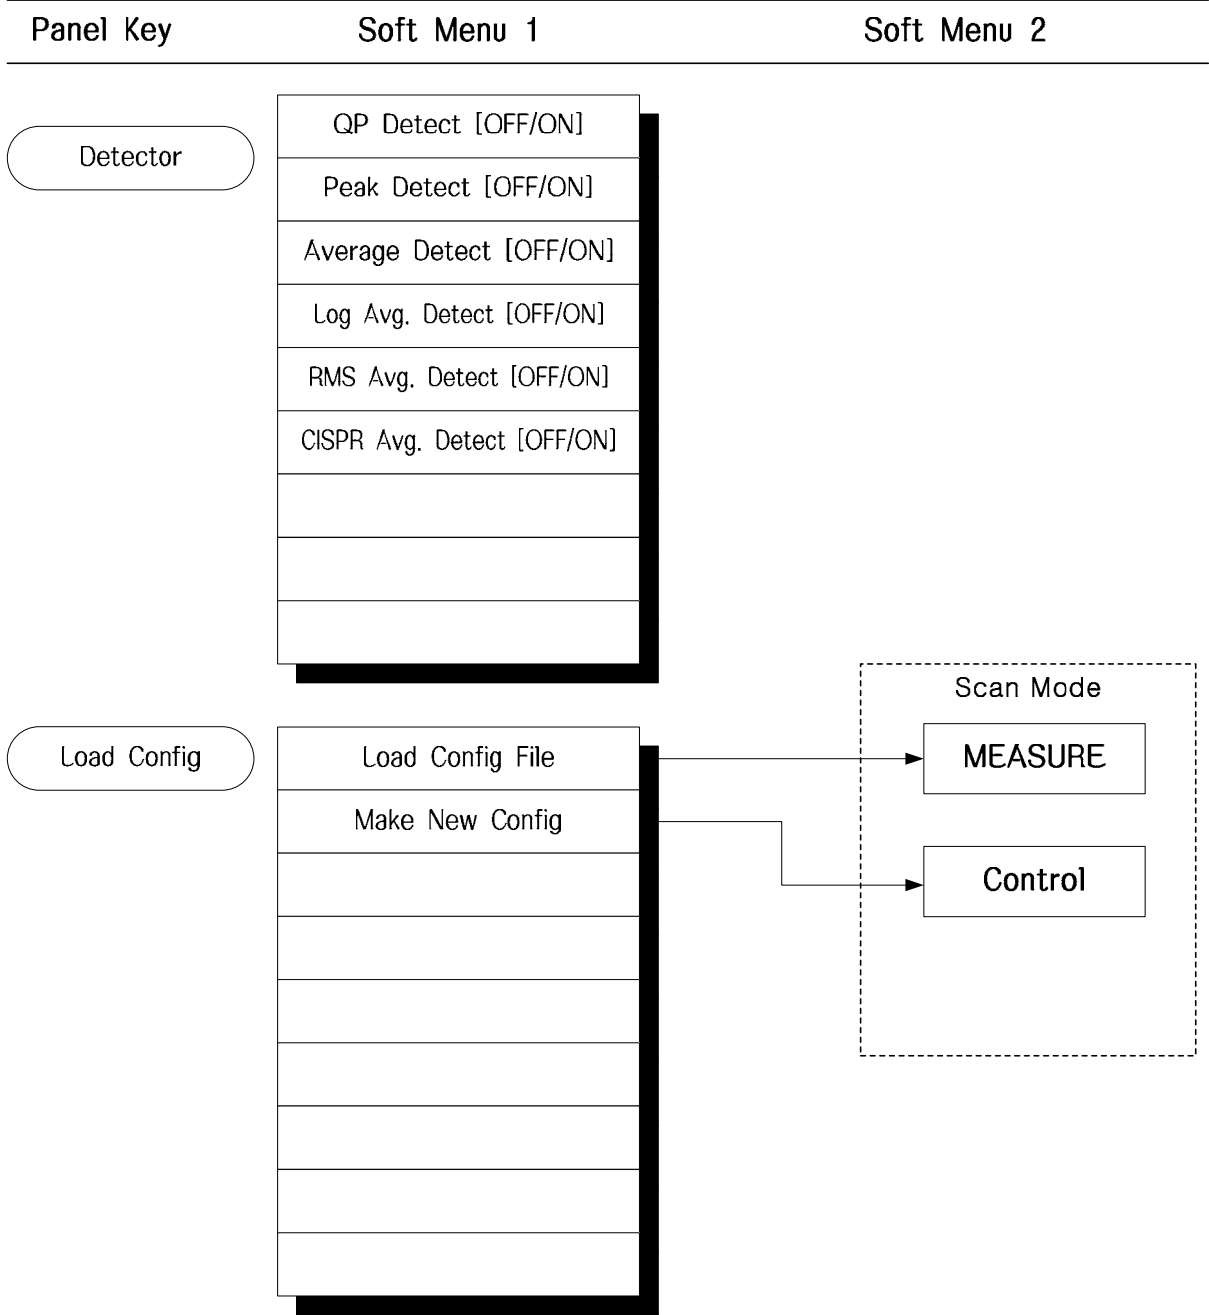 Panel Key Soft Menu 1 Soft Menu 2
Detector
QP Detect [OFF/ON]
Peak Detect [OFF/ON]
Average Detect [OFF/ON]
Log Avg. Detect [OFF/ON]
RMS Avg. Detect [OFF/ON]
CISPR Avg. Detect [OFF/ON]
Load Config
Load Config File
Make New Config
Scan Mode
MEASURE
Control